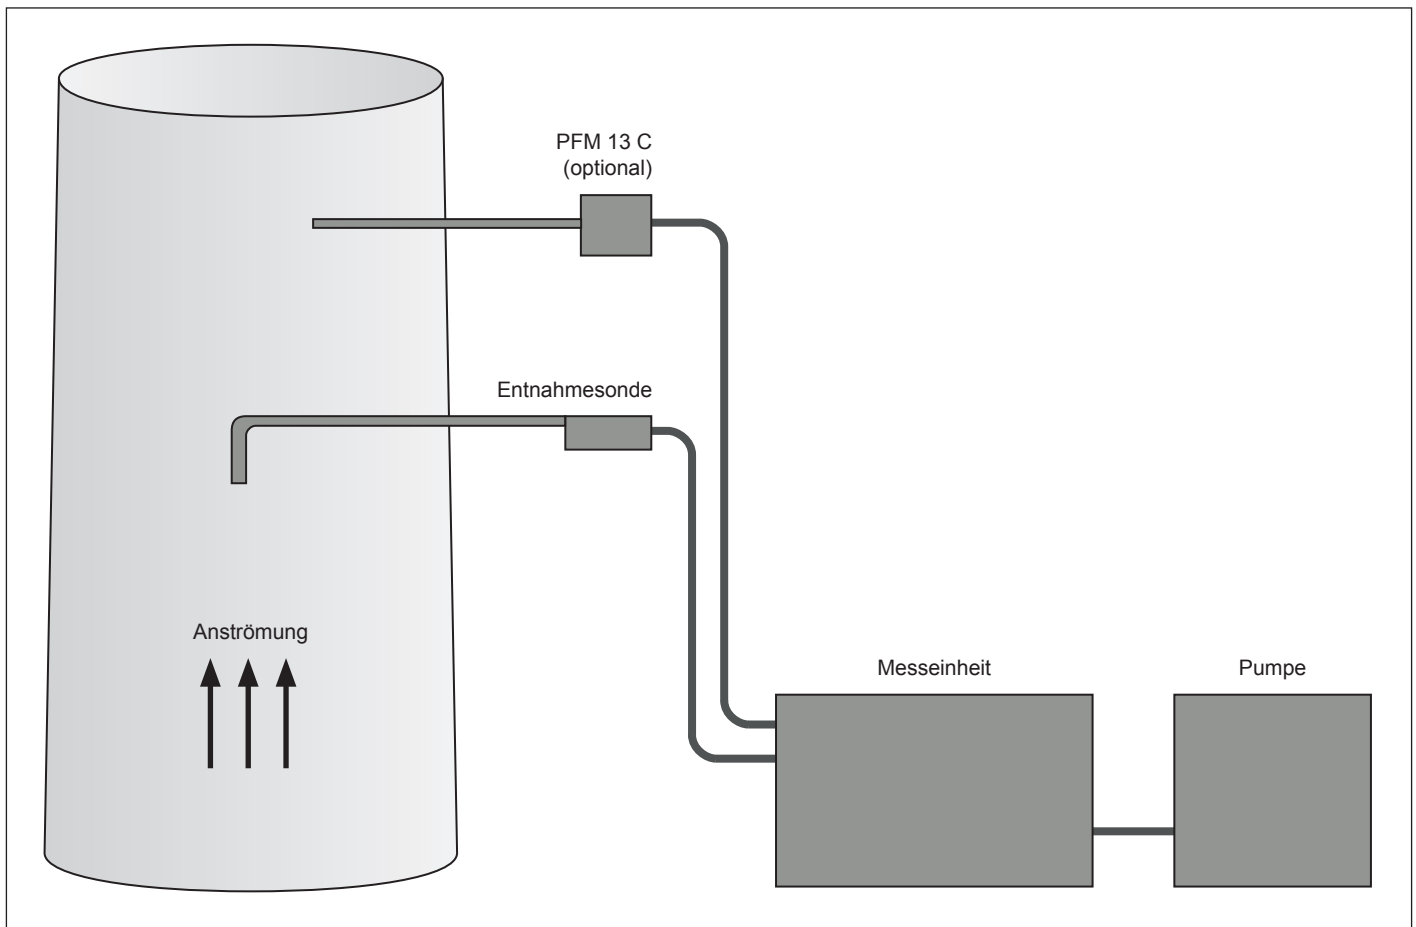 PFM 13 C
(optional)
Entnahmesonde
Anströmung
Messeinheit
Pumpe